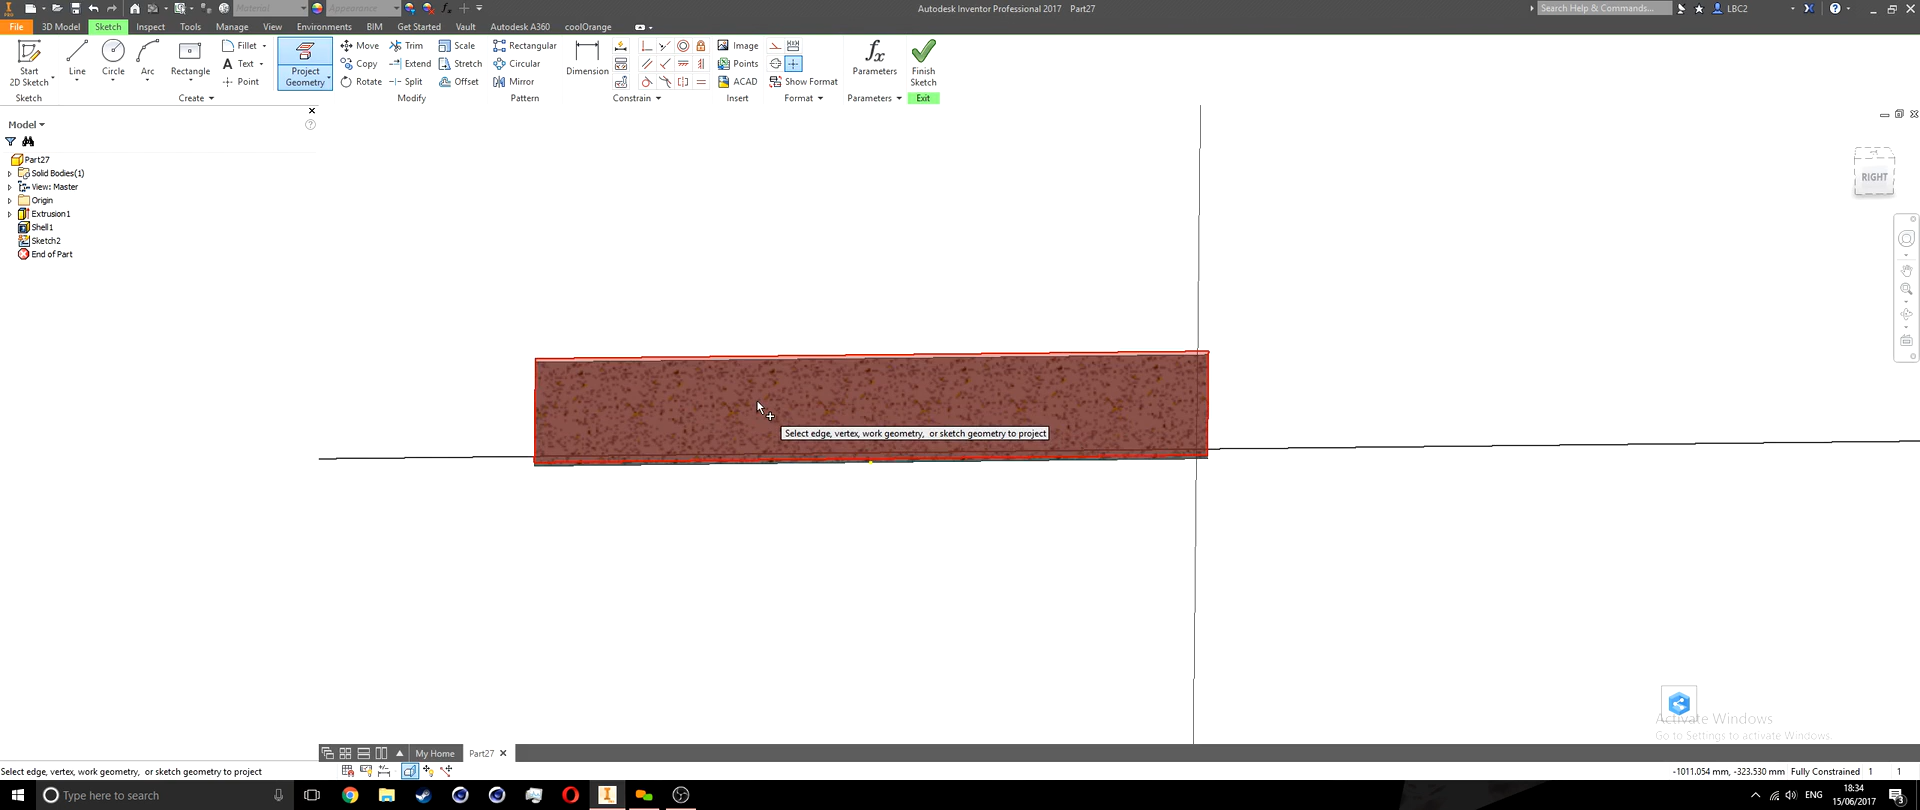 PRO
Material
Appearance
Autodesk Inventor Professional 2017 Part27
Search Help & Commands...
LBC2
File 3D Model Sketch Inspect Tools Manage View Environments BIM Get Started Vault Autodesk A360 coolOrange
Start
2D Sketch
Line
Circle
Arc
Rectangle
Fillet
Text
Point
Project
Geometry
Move
Copy
Rotate
Trim
Extend
Split
Scale
Stretch
Offset
Rectangular
Circular
Mirror
Dimension
Image
Points
ACAD
Show Format
Parameters
Finish
Sketch
Sketch Create Modify Pattern Constrain Insert Format Parameters Exit
Model
Part27
Solid Bodies(1)
View: Master
Origin
Extrusion1
Shell1
Sketch2
End of Part
RIGHT
Select edge, vertex, work geometry, or sketch geometry to project
Activate Windows
Go to Settings to activate Windows.
My Home Part27
Select edge, vertex, work geometry, or sketch geometry to project
-1011.054 mm, -323.530 mm Fully Constrained 1 1
Type here to search
ENG
18:34
15/06/2017
3